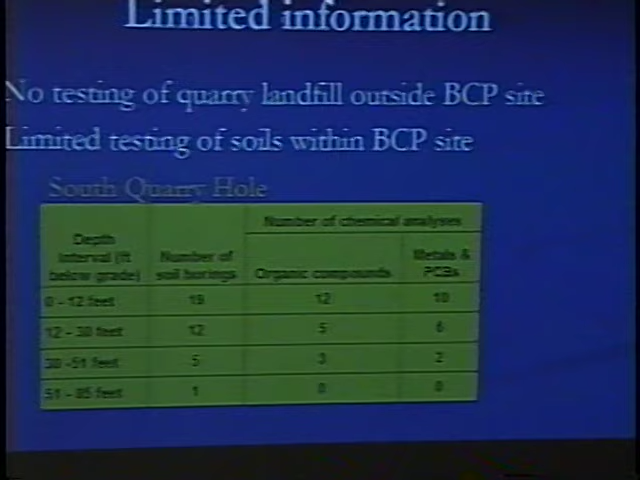 Limited information
No testing of quarry landfill outside BCP site
Limited testing of soils within BCP site
South Quarry Hole
Number of chemical analyses
Depth Interval (ft below grade) Number of soil borings Organic compounds Metals & PCBs
0 - 12 feet 19 12 10
12 - 30 feet 12 5 6
30 -51 feet 5 3 2
51 - 85 feet 1 0 0